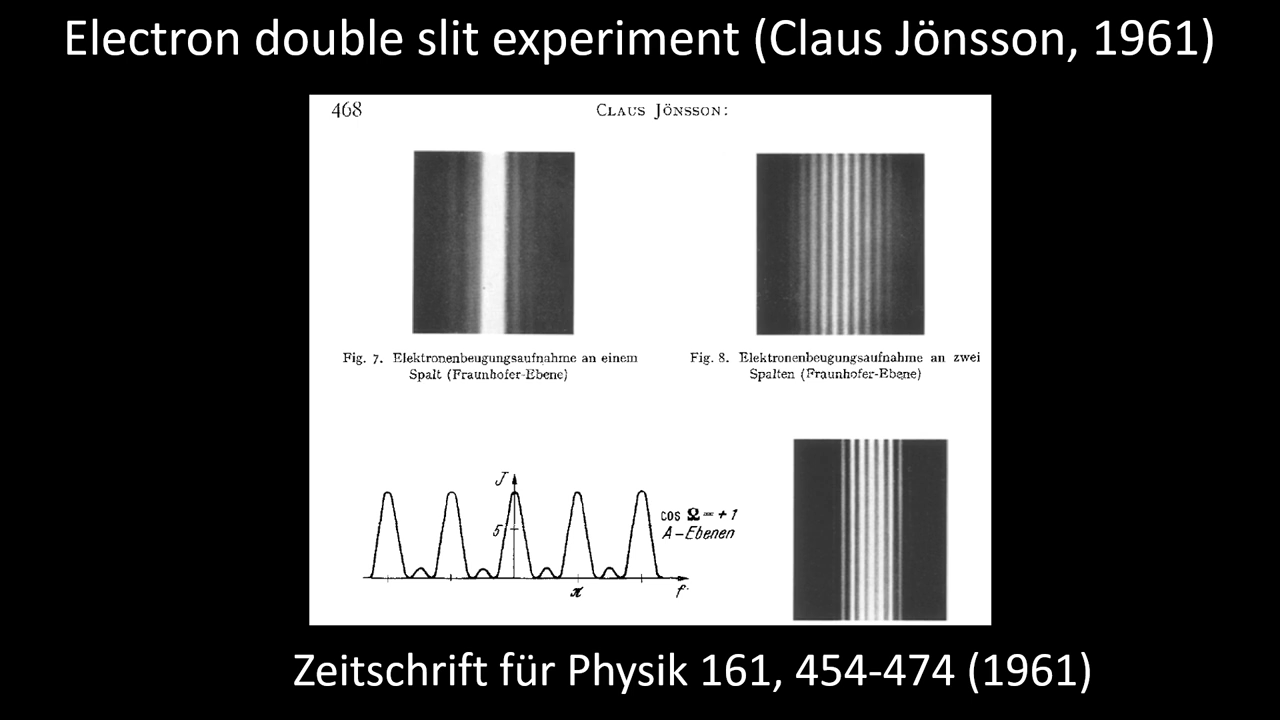 Electron double slit experiment (Claus Jönsson, 1961)
468 CLAUS JÖNSSON:
Fig. 7. Elektronenbeugungsaufnahme an einem
Spalt (Fraunhofer-Ebene)
Fig. 8. Elektronenbeugungsaufnahme an zwei
Spalten (Fraunhofer-Ebene)
J
5
cos Ω = +1
A-Ebenen
π
f
Zeitschrift für Physik 161, 454-474 (1961)